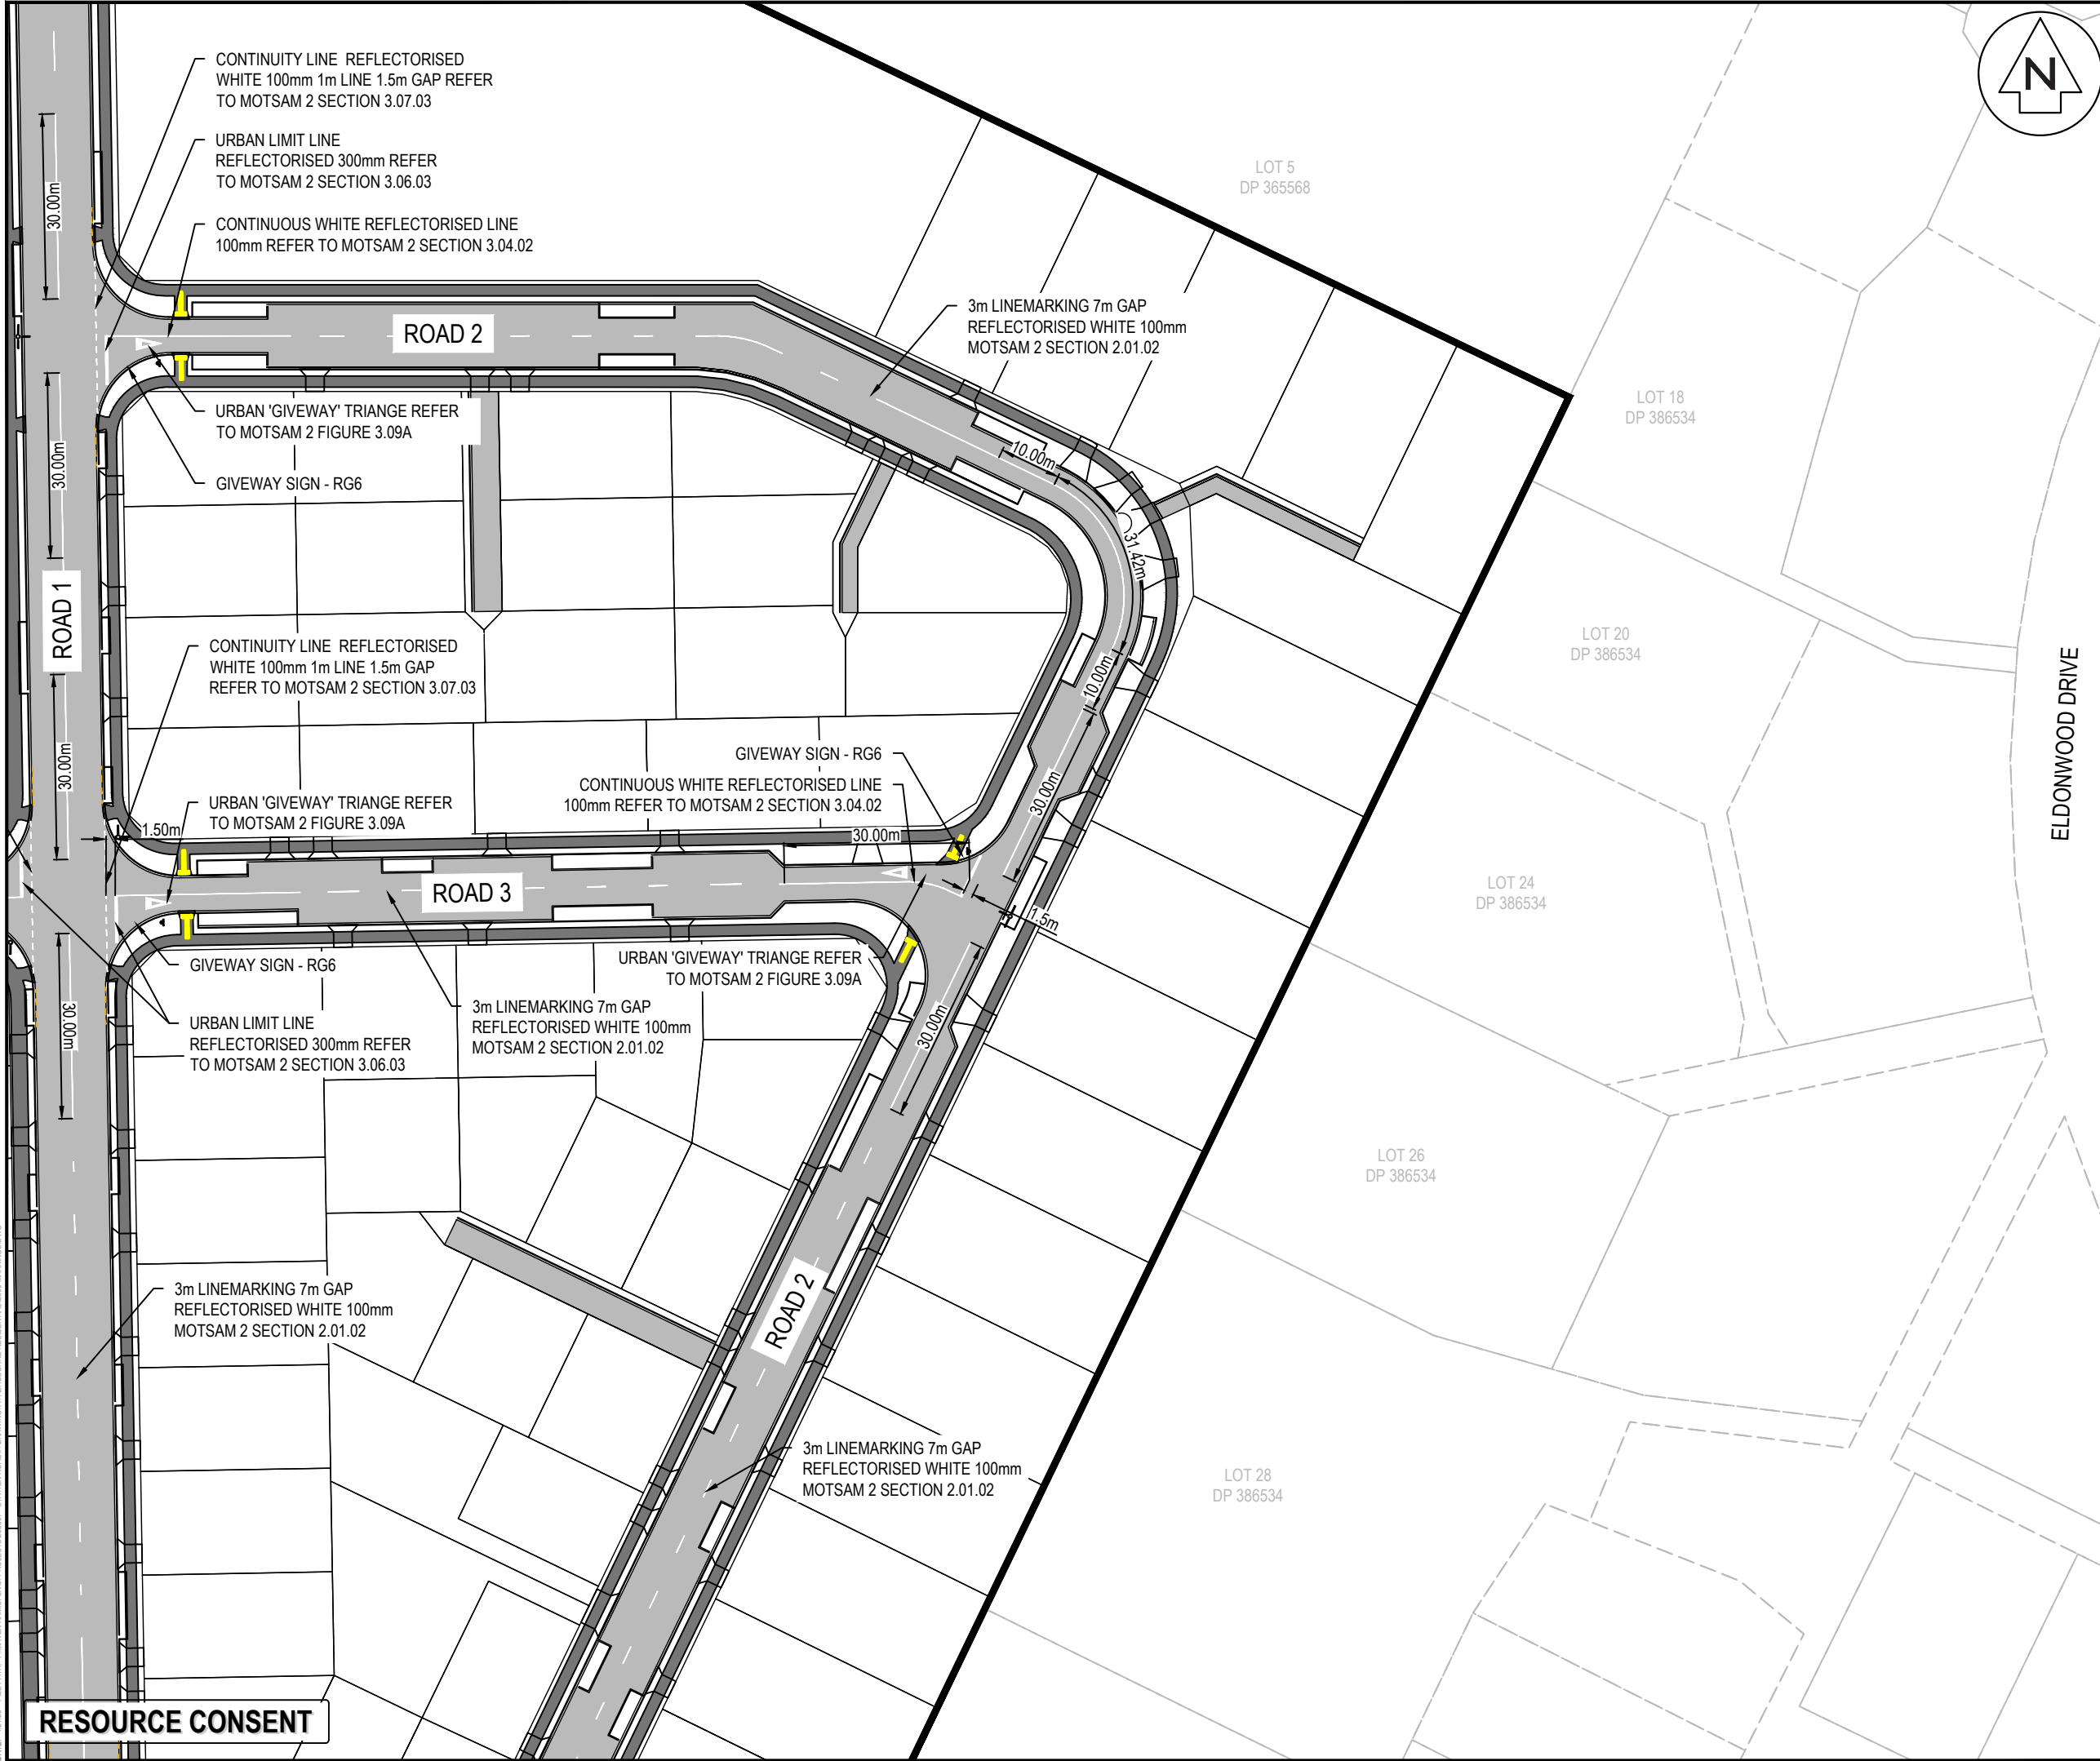 CONTINUITY LINE REFLECTORISED
WHITE 100mm 1m LINE 1.5m GAP REFER
TO MOTSAM 2 SECTION 3.07.03
N
URBAN LIMIT LINE
REFLECTORISED 300mm REFER
TO MOTSAM 2 SECTION 3.06.03
LOT 5
DP 365568
30.00m
CONTINUOUS WHITE REFLECTORISED LINE
100mm REFER TO MOTSAM 2 SECTION 3.04.02
ROAD 2
3m LINEMARKING 7m GAP
REFLECTORISED WHITE 100mm
MOTSAM 2 SECTION 2.01.02
URBAN 'GIVEWAY' TRIANGE REFER
TO MOTSAM 2 FIGURE 3.09A
LOT 18
DP 386534
30.00m
GIVEWAY SIGN - RG6
10.00m
31.42m
ROAD 1
CONTINUITY LINE REFLECTORISED
WHITE 100mm 1m LINE 1.5m GAP
REFER TO MOTSAM 2 SECTION 3.07.03
LOT 20
DP 386534
10.00m
ELDONWOOD DRIVE
30.00m
GIVEWAY SIGN - RG6
CONTINUOUS WHITE REFLECTORISED LINE
100mm REFER TO MOTSAM 2 SECTION 3.04.02
30.00m
URBAN 'GIVEWAY' TRIANGE REFER
TO MOTSAM 2 FIGURE 3.09A
1.50m
30.00m
ROAD 3
LOT 24
DP 386534
1.5m
GIVEWAY SIGN - RG6
URBAN 'GIVEWAY' TRIANGE REFER
TO MOTSAM 2 FIGURE 3.09A
30.00m
30.00m
3m LINEMARKING 7m GAP
REFLECTORISED WHITE 100mm
MOTSAM 2 SECTION 2.01.02
URBAN LIMIT LINE
REFLECTORISED 300mm REFER
TO MOTSAM 2 SECTION 3.06.03
LOT 26
DP 386534
3m LINEMARKING 7m GAP
REFLECTORISED WHITE 100mm
MOTSAM 2 SECTION 2.01.02
ROAD 2
3m LINEMARKING 7m GAP
REFLECTORISED WHITE 100mm
MOTSAM 2 SECTION 2.01.02
LOT 28
DP 386534
RESOURCE CONSENT